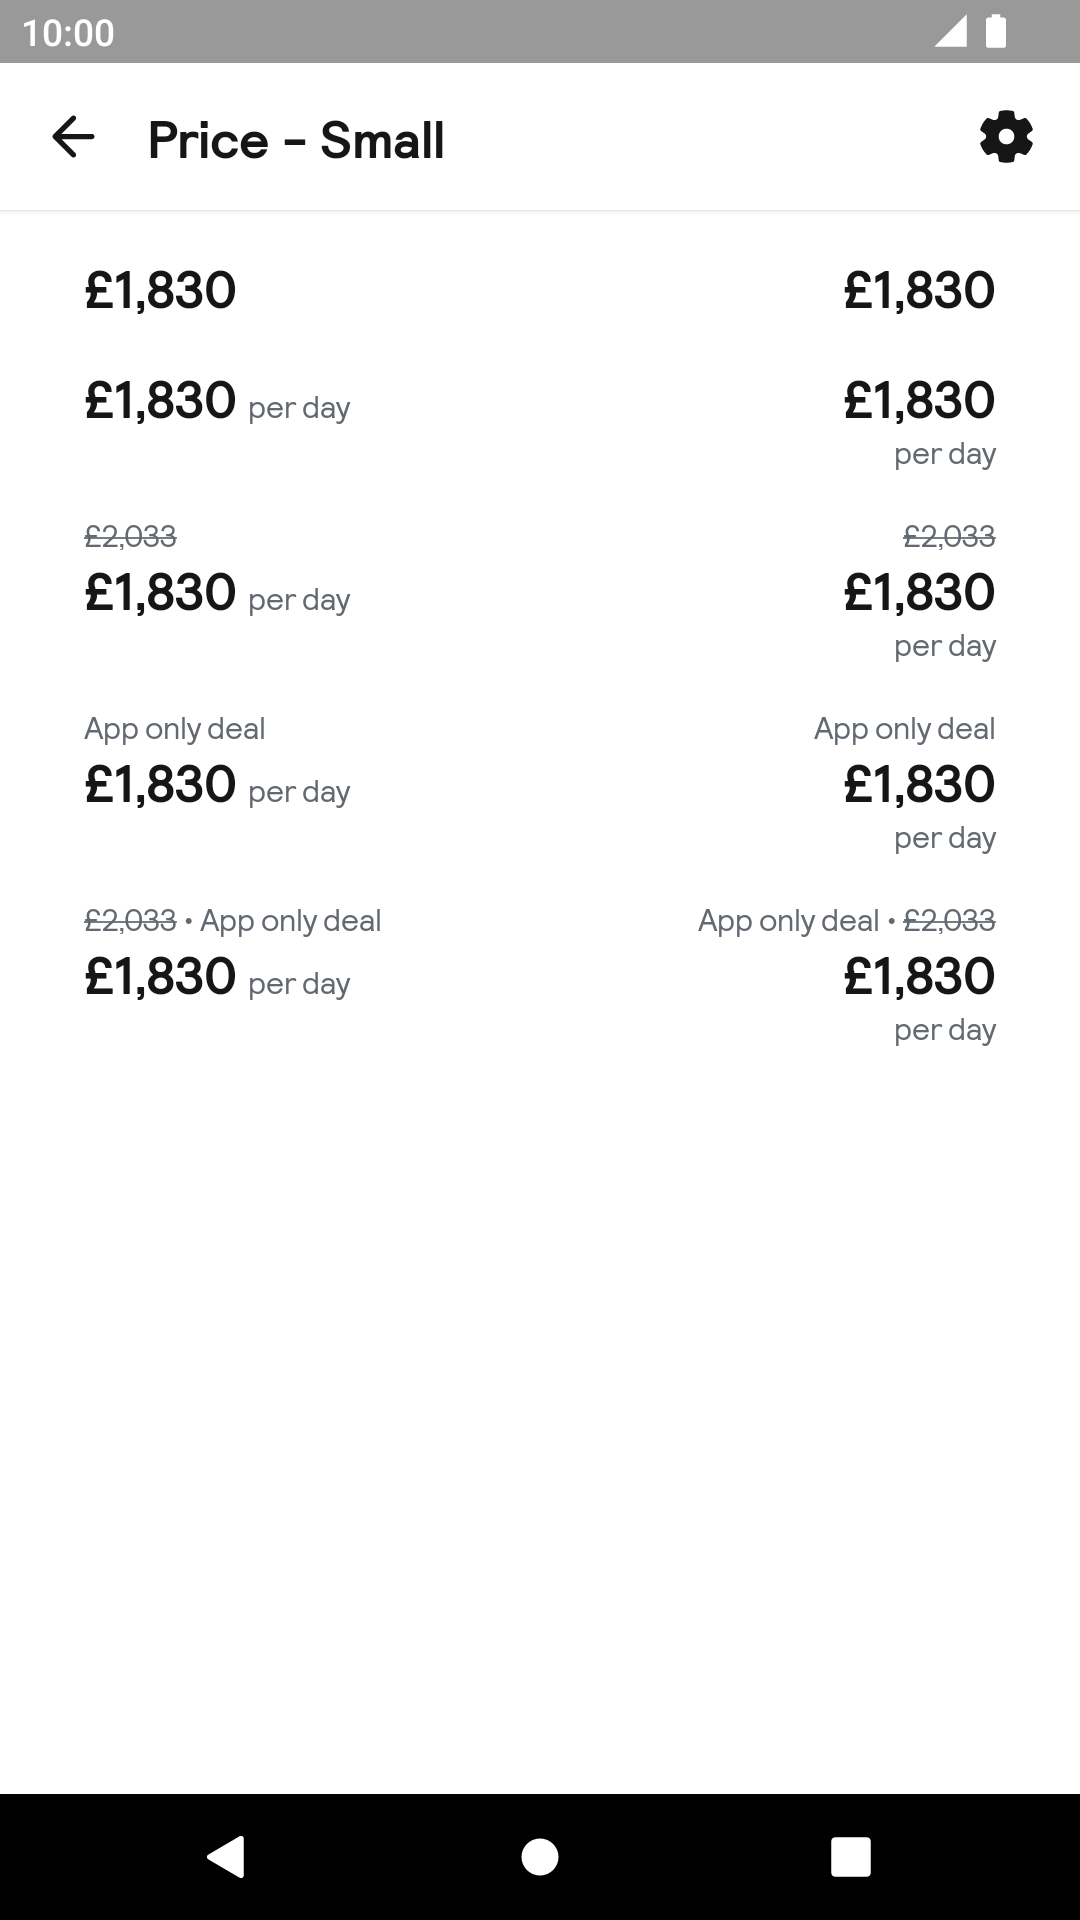 10:00
Price - Small
£1,830 £1,830
£1,830 per day £1,830
per day
£2,033 £2,033
£1,830 per day £1,830
per day
App only deal App only deal
£1,830 per day £1,830
per day
£2,033 • App only deal App only deal • £2,033
£1,830 per day £1,830
per day